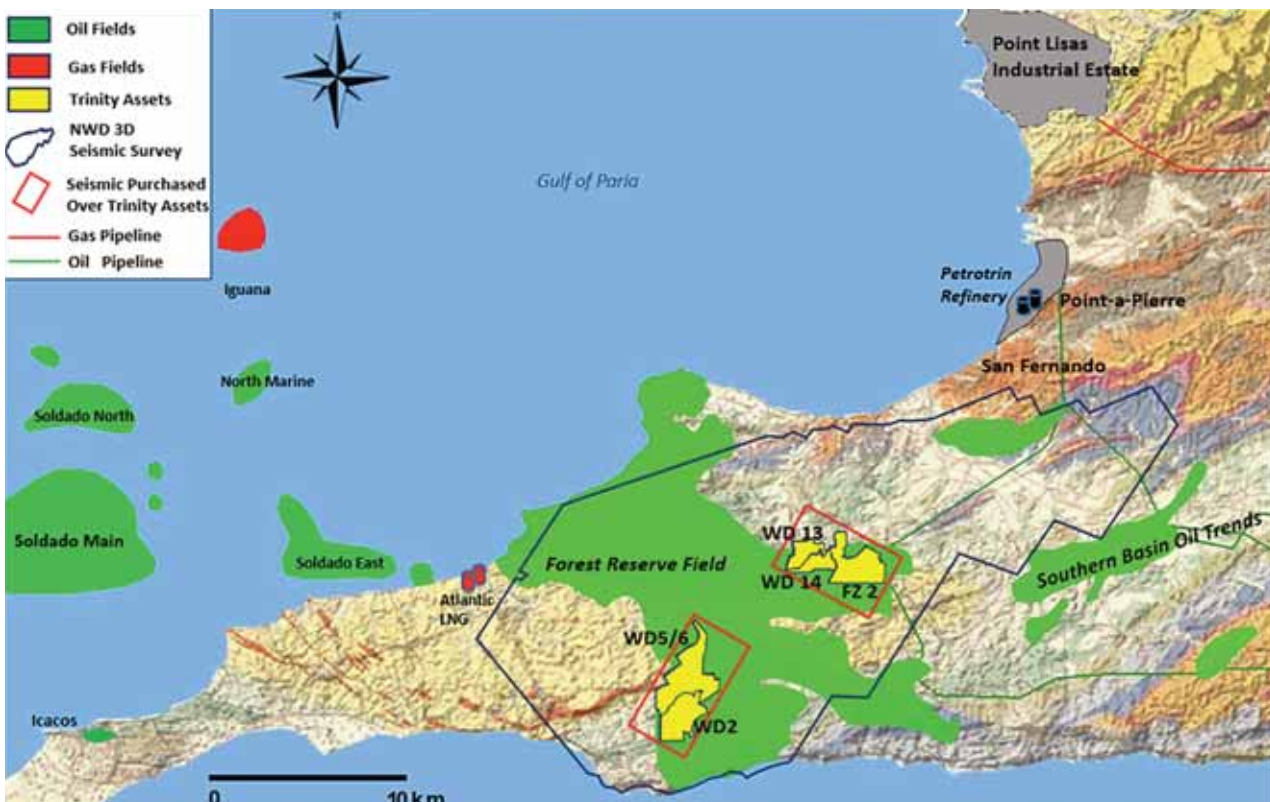 Oil Fields
Gas Fields
Trinity Assets
NWD 3D
Seismic Survey
Seismic Purchased
Over Trinity Assets
Gas Pipeline
Oil Pipeline
N
Point Lisas
Industrial Estate
Gulf of Paria
Iguana
Petrotrin
Refinery
Point-a-Pierre
San Fernando
North Marine
Soldado North
Soldado Main
Soldado East
Atlantic
LNG
Forest Reserve Field
WD 13
WD 14
FZ 2
Southern Basin Oil Trends
WD5/6
WD2
Icacos
0
10 km